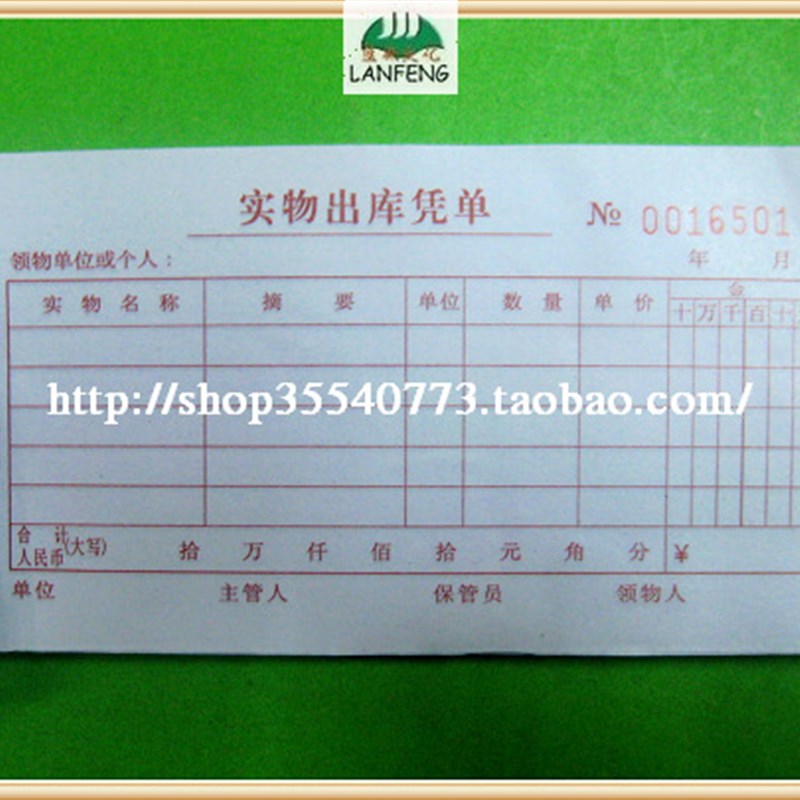 LANFENG
实物出库凭单
№ 0016501
领物单位或个人：
年 月
实物名称 摘要 单位 数量 单价 金
十 万 千 百 十
http://shop35540773.taobao.com/
合计
人民币(大写) 拾 万 仟 佰 拾 元 角 分 ¥
单位 主管人 保管员 领物人